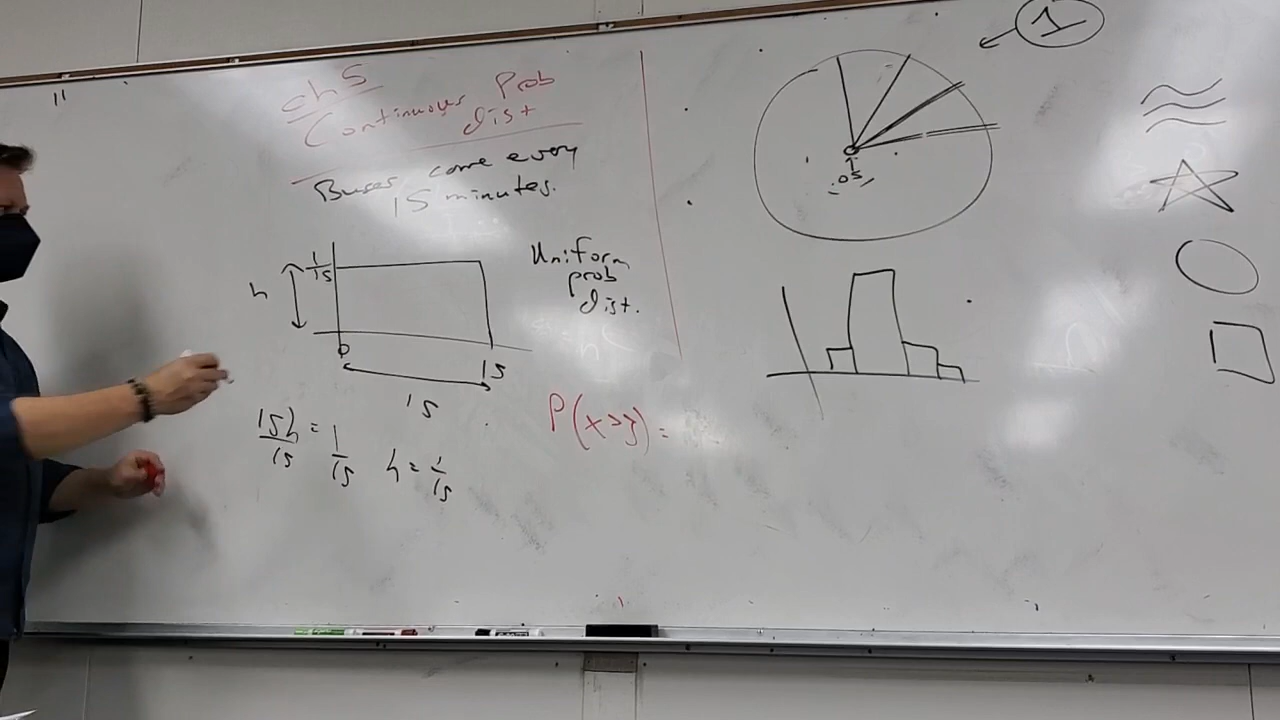 ch 5
Continuous Prob
dist
Buses come every
15 minutes.
1/15
h
0
15
15
Uniform
prob
dist.
15h/15 = 1/15 h = 1/15
P(x>3) =
.05
1